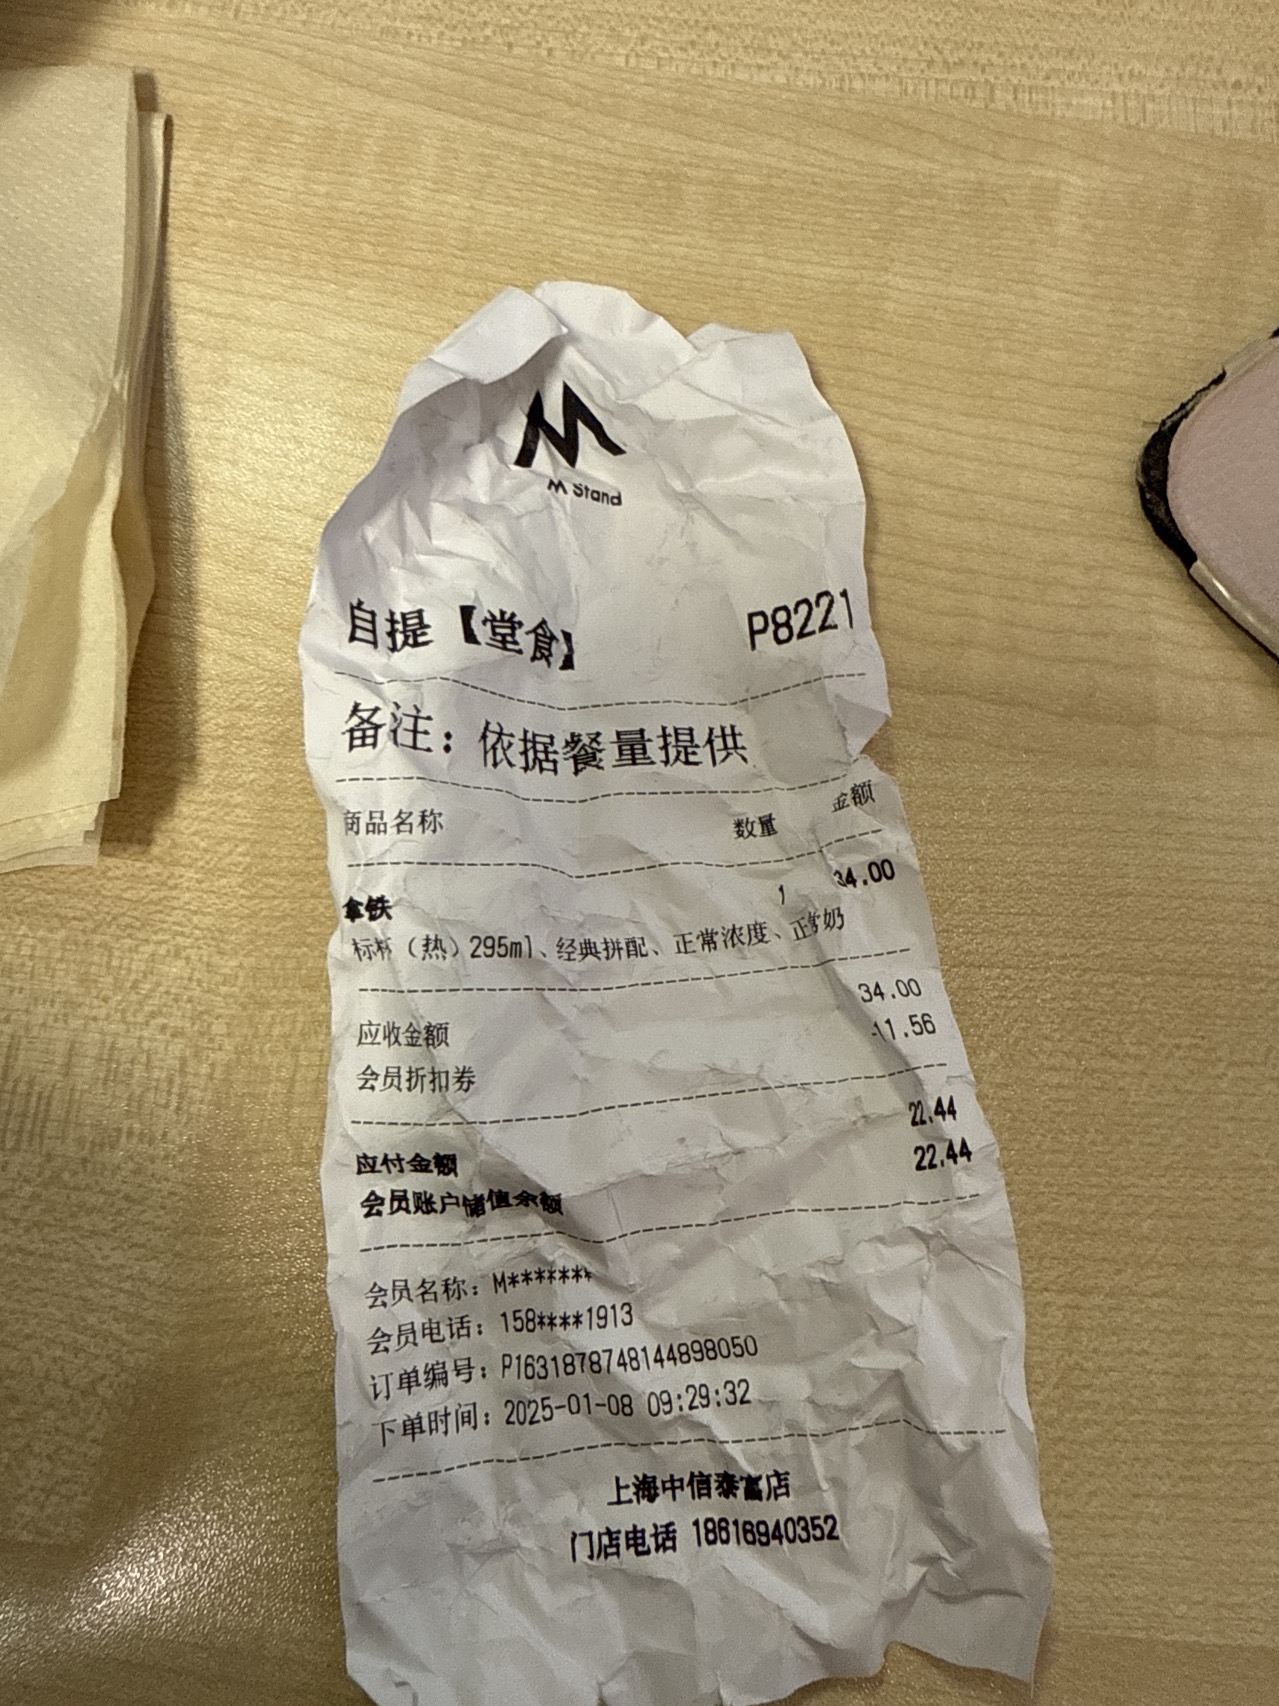 M Stand
自提【堂食】 P8221
备注：依据餐量提供
商品名称 数量 金额
拿铁 1 34.00
标杯（热）295ml、经典拼配、正常浓度、正常奶
应收金额 34.00
会员折扣券 -11.56
应付金额 22.44
会员账户储值余额 22.44
会员名称：M*******
会员电话：158****1913
订单编号：P1631878748144898050
下单时间：2025-01-08 09:29:32
上海中信泰富店
门店电话 18616940352